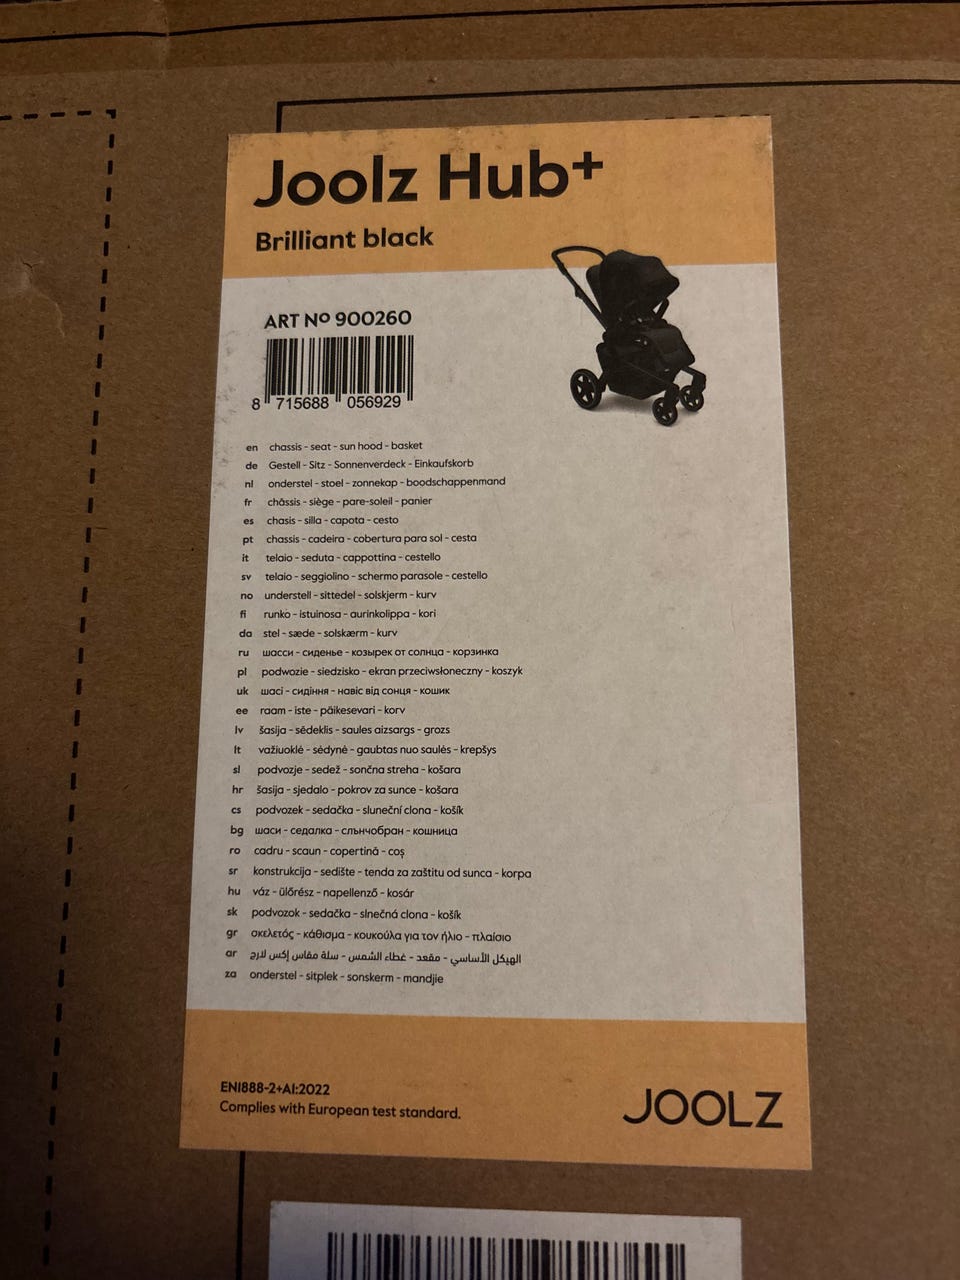 Joolz Hub+
Brilliant black
ART Nº 900260
8 715688 056929
en chassis - seat - sun hood - basket
de Gestell - Sitz - Sonnenverdeck - Einkaufskorb
nl onderstel - stoel - zonnekap - boodschappenmand
fr châssis - siège - pare-soleil - panier
es chasis - silla - capota - cesto
pt chassis - cadeira - cobertura para sol - cesta
it telaio - seduta - cappottina - cestello
sv telaio - seggiolino - schermo parasole - cestello
no understell - sittedel - solskjerm - kurv
fi runko - istuinosa - aurinkolippa - kori
da stel - sæde - solskærm - kurv
ru шасси - сиденье - козырек от солнца - корзинка
pl podwozie - siedzisko - ekran przeciwsłoneczny - koszyk
uk шасі - сидіння - навіс від сонця - кошик
ee raam - iste - päikesevari - korv
lv šasija - sēdeklis - saules aizsargs - grozs
lt važiuoklė - sėdynė - gaubtas nuo saulės - krepšys
sl podvozje - sedež - sončna streha - košara
hr šasija - sjedalo - pokrov za sunce - košara
cs podvozek - sedačka - sluneční clona - košík
bg шаси - седалка - слънчобран - кошница
ro cadru - scaun - copertină - coș
sr konstrukcija - sedište - tenda za zaštitu od sunca - korpa
hu váz - ülőrész - napellenző - kosár
sk podvozok - sedačka - slnečná clona - košík
gr σκελετός - κάθισμα - κουκούλα για τον ήλιο - πλαίσιο
ar الهيكل الأساسي - مقعد - غطاء الشمس - سلة مقاس إكس لارج
za onderstel - sitplek - sonskerm - mandjie
EN1888-2+A1:2022
Complies with European test standard.
JOOLZ